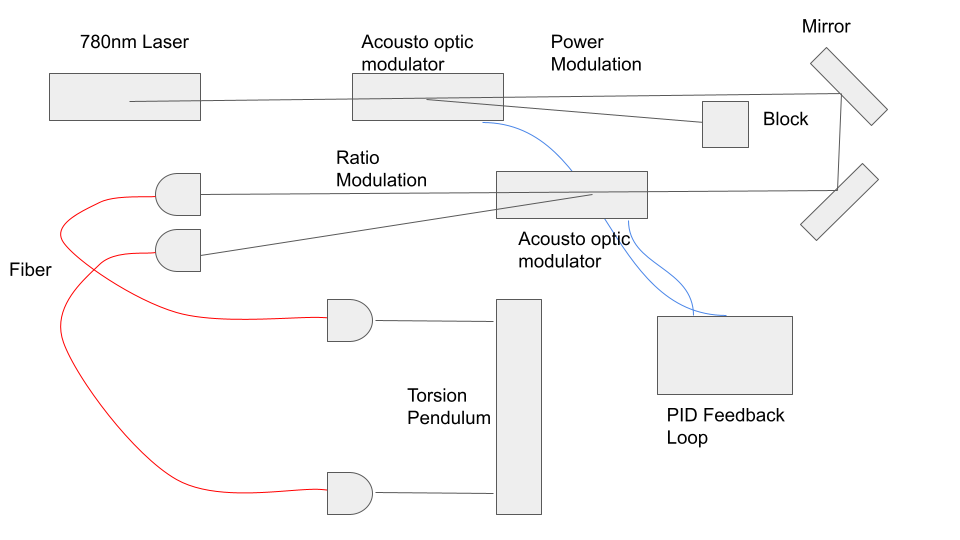 780nm Laser
Acousto optic
modulator
Power
Modulation
Mirror
Block
Ratio
Modulation
Acousto optic
modulator
Fiber
Torsion
Pendulum
PID Feedback
Loop